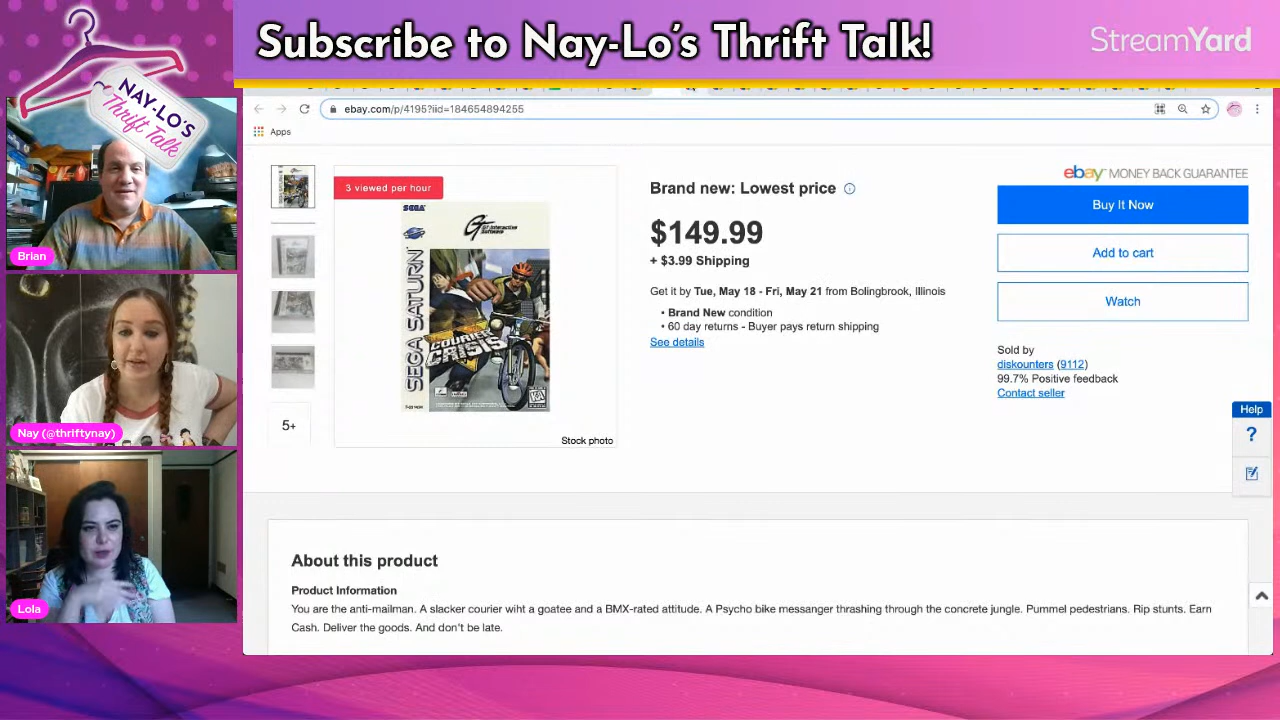 Subscribe to Nay-Lo's Thrift Talk!
StreamYard
NAY-LO'S
Thrift Talk
Brian
Nay (@thriftynay)
Lola
ebay.com/p/4195?iid=184654894255
Apps
3 viewed per hour
SEGA
GT Interactive
Software
SEGA SATURN
COURIER
CRISIS
Stock photo
5+
Brand new: Lowest price
$149.99
+ $3.99 Shipping
Get it by Tue, May 18 - Fri, May 21 from Bolingbrook, Illinois
• Brand New condition
• 60 day returns - Buyer pays return shipping
See details
ebay MONEY BACK GUARANTEE
Buy It Now
Add to cart
Watch
Sold by
diskounters (9112)
99.7% Positive feedback
Contact seller
Help
?
About this product
Product Information
You are the anti-mailman. A slacker courier wiht a goatee and a BMX-rated attitude. A Psycho bike messanger thrashing through the concrete jungle. Pummel pedestrians. Rip stunts. Earn
Cash. Deliver the goods. And don't be late.